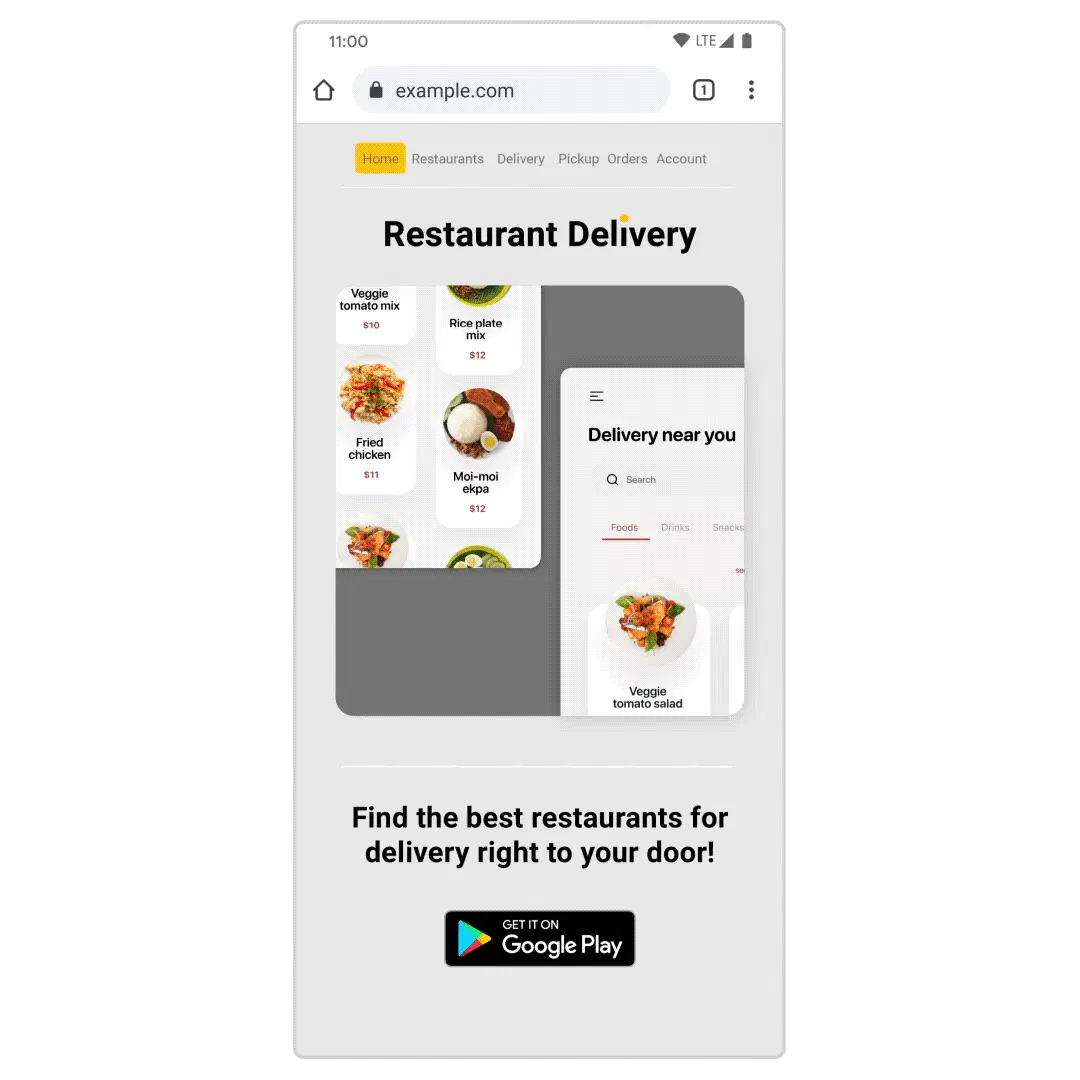 11:00
LTE
example.com
1
Home Restaurants Delivery Pickup Orders Account
Restaurant Delivery
Veggie
tomato mix
$10
Fried
chicken
$11
Rice plate
mix
$12
Moi-moi
ekpa
$12
Delivery near you
Search
Foods Drinks Snacks
Veggie
tomato salad
Find the best restaurants for
delivery right to your door!
GET IT ON
Google Play